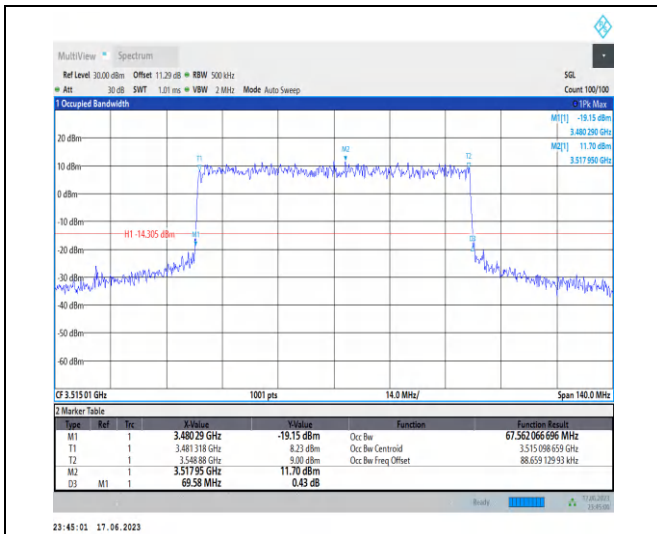 MultiView Spectrum
Ref Level 30.00 dBm Offset 11.29 dB RBW 500 kHz SGL
Att 30 dB SWT 1.01 ms VBW 2 MHz Mode Auto Sweep Count 100/100
1 Occupied Bandwidth 1Pk Max
M1[1] -19.15 dBm
3.480 290 GHz
M2[1] 11.70 dBm
3.517 950 GHz
20 dBm
M2
T1
T2
10 dBm
0 dBm
-10 dBm
H1 -14.305 dBm
M1
D3
-20 dBm
-30 dBm
-40 dBm
-50 dBm
-60 dBm
CF 3.515 01 GHz 1001 pts 14.0 MHz/ Span 140.0 MHz
2 Marker Table
Type Ref Trc X-Value Y-Value Function Function Result
M1 1 3.480 29 GHz -19.15 dBm Occ Bw 67.562 066 696 MHz
T1 1 3.481 318 GHz 8.23 dBm Occ Bw Centroid 3.515 098 659 GHz
T2 1 3.548 88 GHz 9.00 dBm Occ Bw Freq Offset 88.659 129 93 kHz
M2 1 3.517 95 GHz 11.70 dBm
D3 M1 1 69.58 MHz 0.43 dB
Ready
23:45:01 17.06.2023